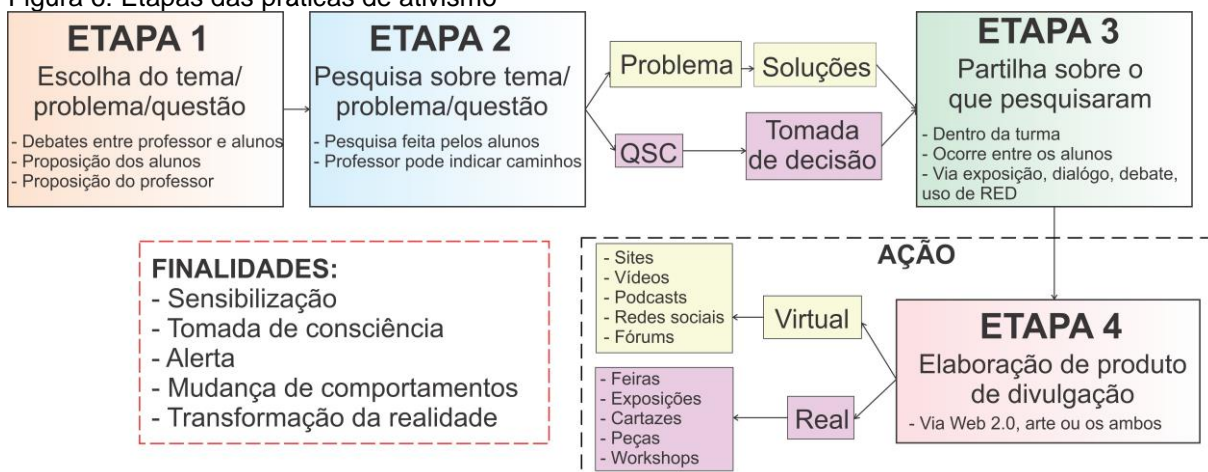 Figura 6: Etapas das práticas de ativismo
ETAPA 1
Escolha do tema/
problema/questão
- Debates entre professor e alunos
- Proposição dos alunos
- Proposição do professor
ETAPA 2
Pesquisa sobre tema/
problema/questão
- Pesquisa feita pelos alunos
- Professor pode indicar caminhos
Problema
Soluções
QSC
Tomada
de decisão
ETAPA 3
Partilha sobre o
que pesquisaram
- Dentro da turma
- Ocorre entre os alunos
- Via exposição, dialógo, debate,
uso de RED
FINALIDADES:
- Sensibilização
- Tomada de consciência
- Alerta
- Mudança de comportamentos
- Transformação da realidade
AÇÃO
- Sites
- Vídeos
- Podcasts
- Redes sociais
- Fórums
Virtual
- Feiras
- Exposições
- Cartazes
- Peças
- Workshops
Real
ETAPA 4
Elaboração de produto
de divulgação
- Via Web 2.0, arte ou os ambos